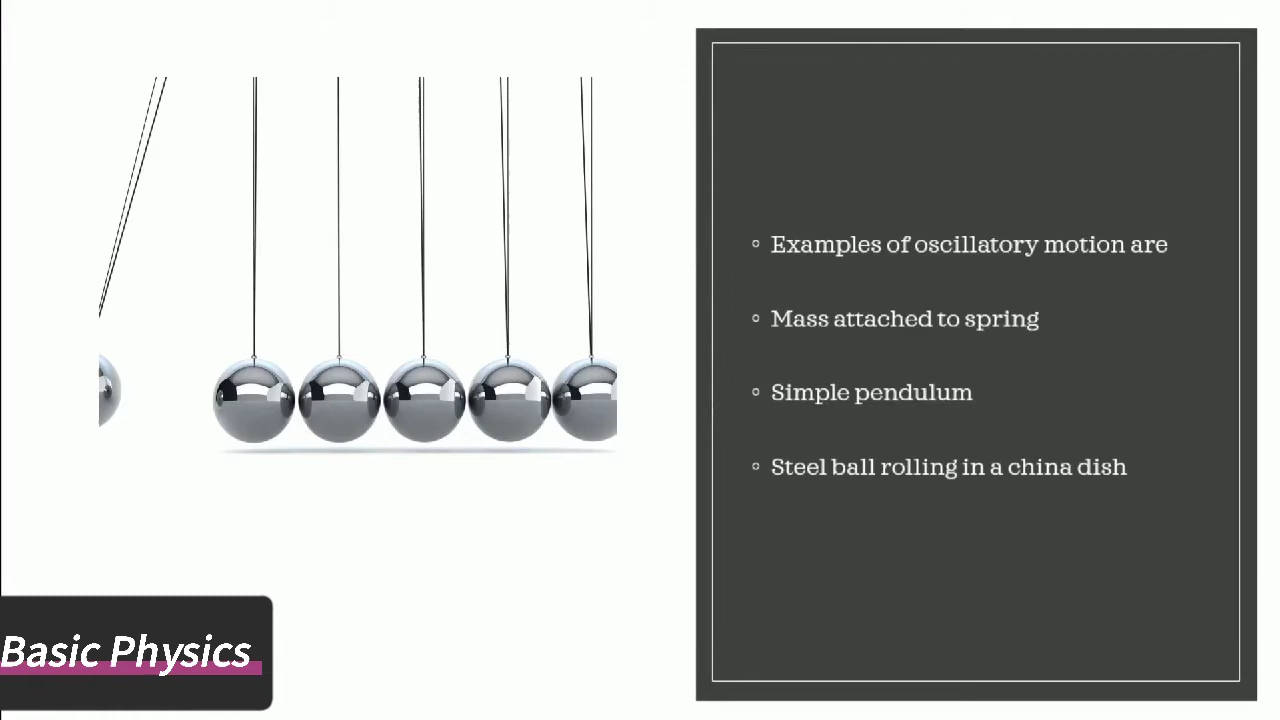 Examples of oscillatory motion are
Mass attached to spring
Simple pendulum
Steel ball rolling in a china dish
Basic Physics